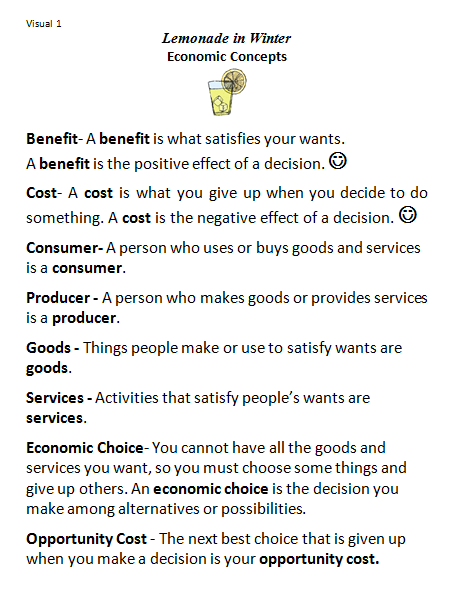 Visual 1
Lemonade in Winter
Economic Concepts
Benefit- A benefit is what satisfies your wants.
A benefit is the positive effect of a decision. ☺
Cost- A cost is what you give up when you decide to do
something. A cost is the negative effect of a decision. ☺
Consumer- A person who uses or buys goods and services
is a consumer.
Producer - A person who makes goods or provides services
is a producer.
Goods - Things people make or use to satisfy wants are
goods.
Services - Activities that satisfy people’s wants are
services.
Economic Choice- You cannot have all the goods and
services you want, so you must choose some things and
give up others. An economic choice is the decision you
make among alternatives or possibilities.
Opportunity Cost - The next best choice that is given up
when you make a decision is your opportunity cost.